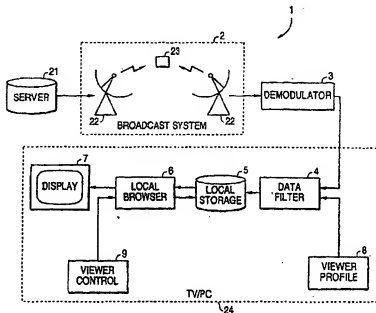 1
2
23
21
SERVER
22
22
BROADCAST SYSTEM
3
DEMODULATOR
7
DISPLAY
6
LOCAL BROWSER
5
LOCAL STORAGE
4
DATA FILTER
9
VIEWER CONTROL
8
VIEWER PROFILE
TV/PC
24